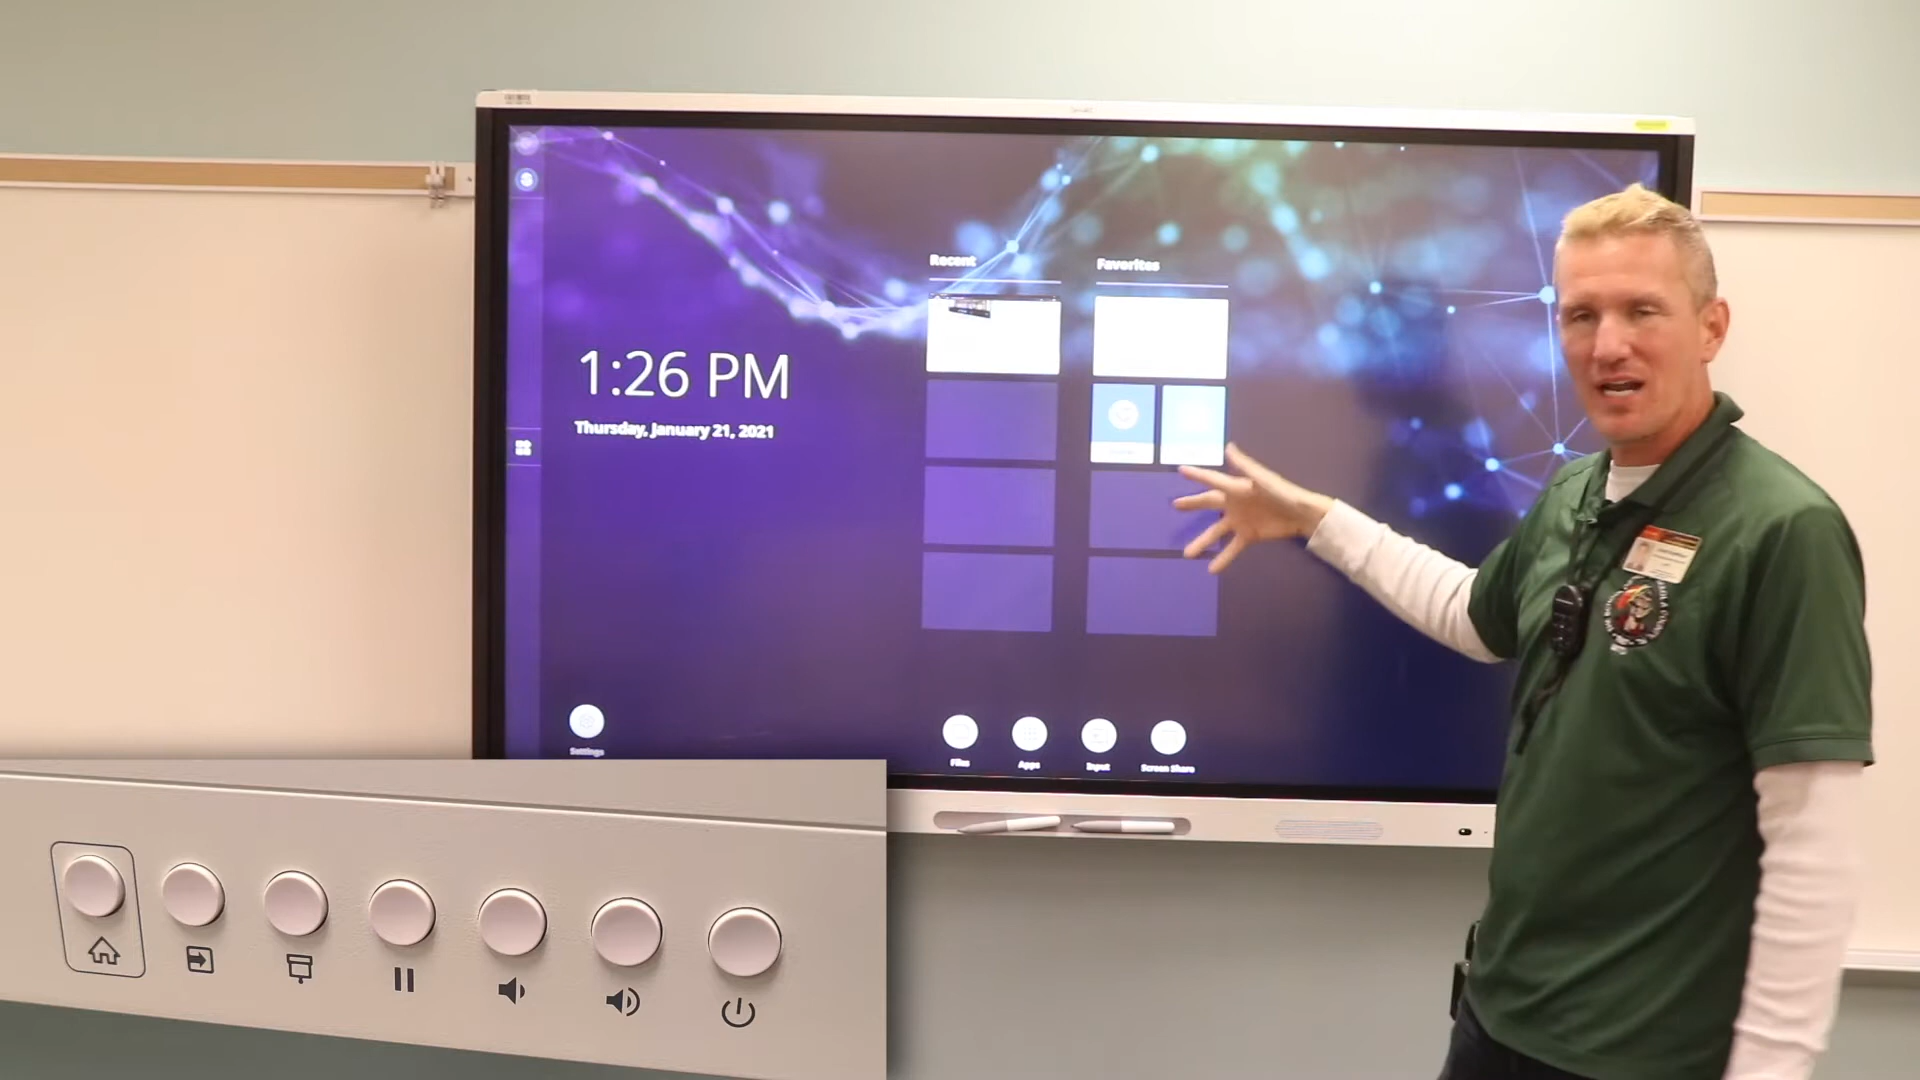 Recent
Favorites
1:26 PM
Thursday, January 21, 2021
Settings
Files
Apps
Input
Screen Share